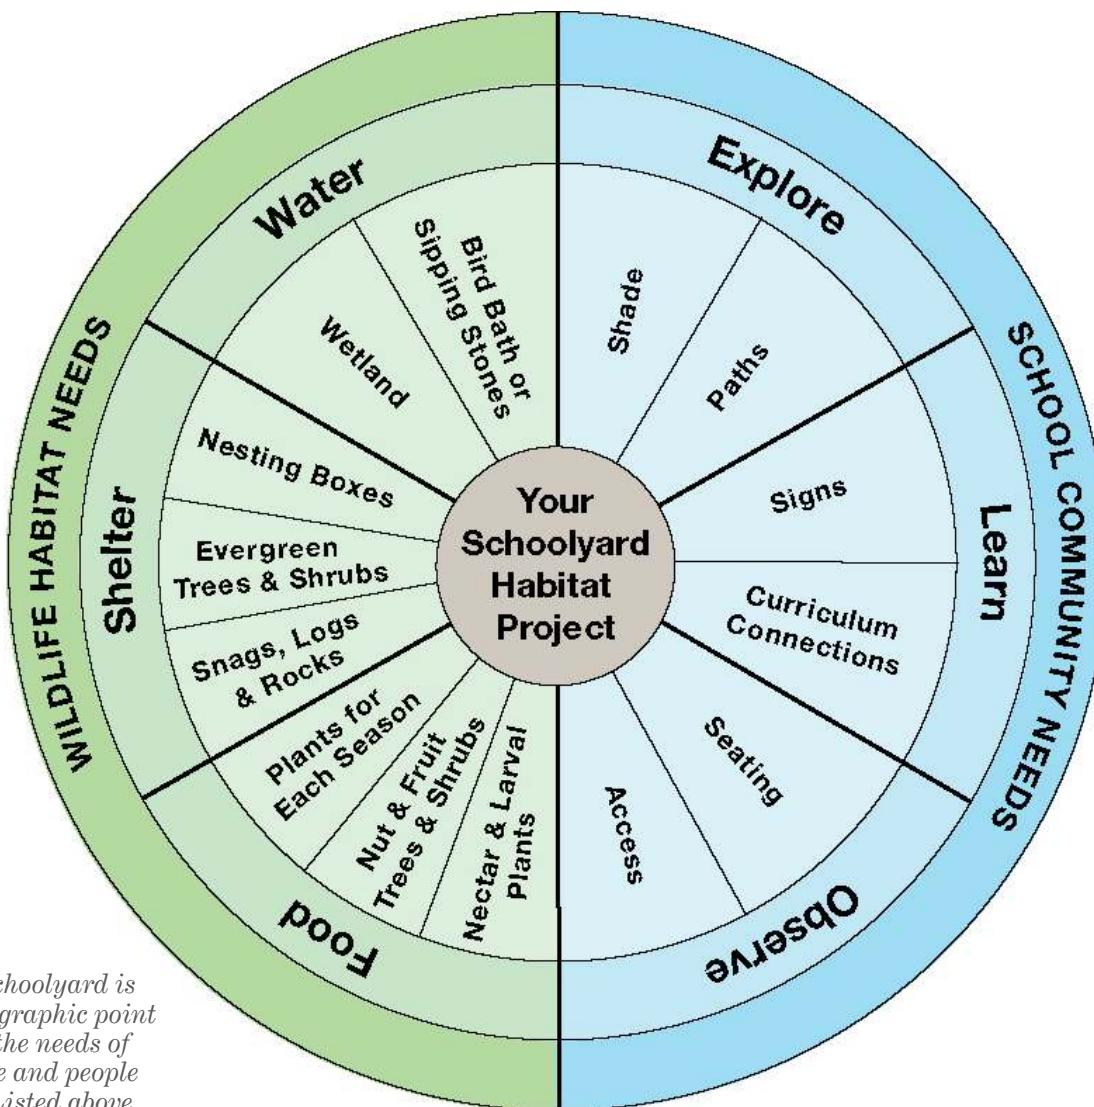 WILDLIFE HABITAT NEEDS
Water
Wetland
Bird Bath or
Sipping Stones
Shelter
Nesting Boxes
Evergreen
Trees & Shrubs
Snags, Logs
& Rocks
Food
Plants for
Each Season
Nut & Fruit
Trees & Shrubs
Nectar & Larval
Plants
Your
Schoolyard
Habitat
Project
SCHOOL COMMUNITY NEEDS
Explore
Shade
Paths
Learn
Signs
Curriculum
Connections
Observe
Seating
Access
schoolyard is
graphic point
the needs of
and people
above